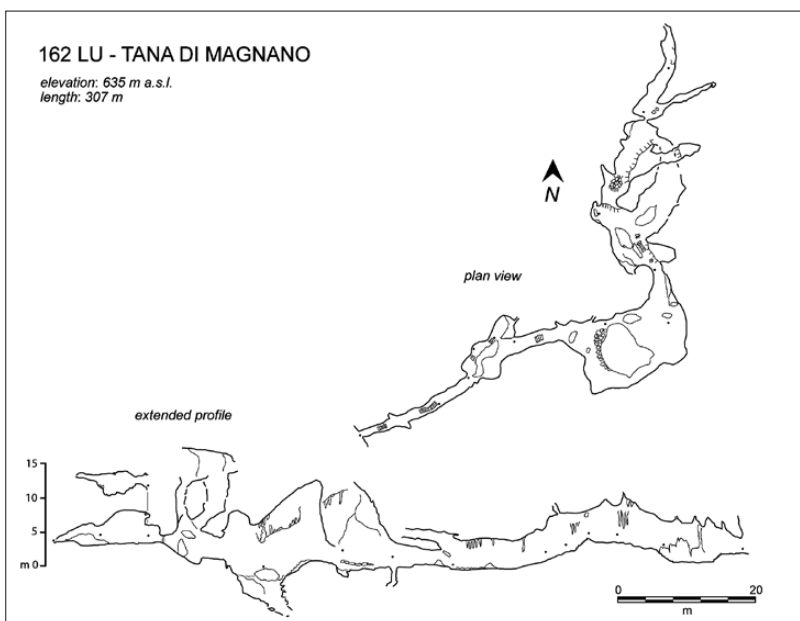 162 LU - TANA DI MAGNANO
elevation: 635 m a.s.l.
length: 307 m
N
plan view
extended profile
15
10
5
m 0
0 20
m